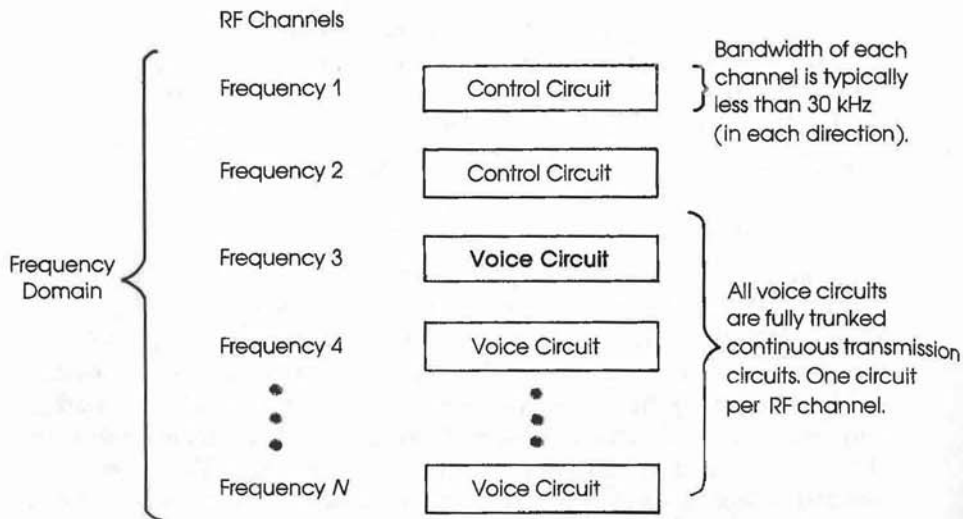 RF Channels
Frequency 1
Control Circuit
Bandwidth of each
channel is typically
less than 30 kHz
(in each direction).
Frequency 2
Control Circuit
Frequency
Domain
Frequency 3
Voice Circuit
Frequency 4
Voice Circuit
All voice circuits
are fully trunked
continuous transmission
circuits. One circuit
per RF channel.
Frequency N
Voice Circuit